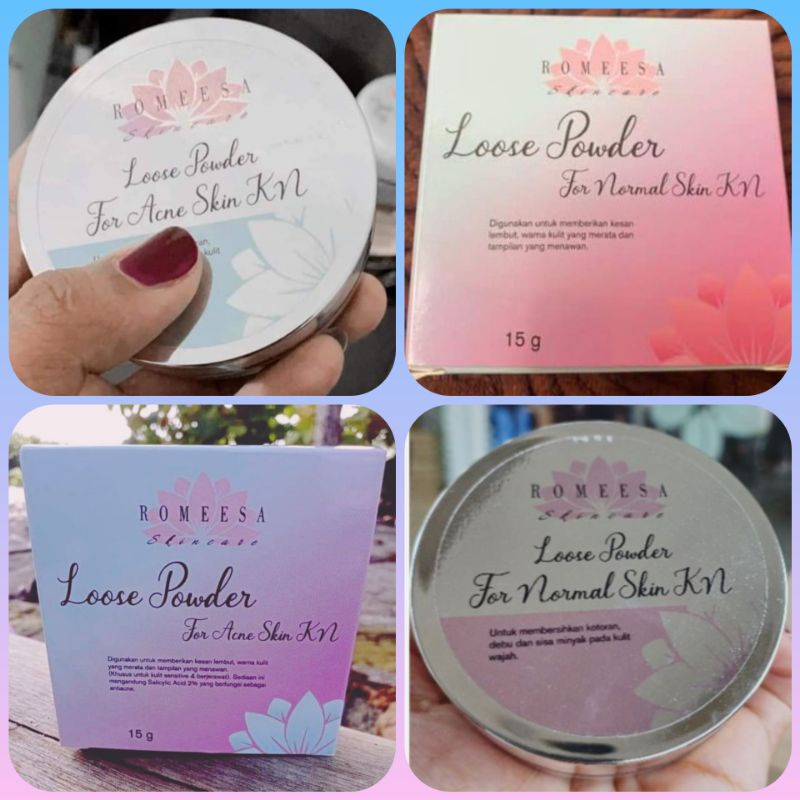 ROMEESA
Skincare
Loose Powder
For Acne Skin KN
kulit
ROMEESA
Skincare
Loose Powder
For Normal Skin KN
Digunakan untuk memberikan kesan
lembut, warna kulit yang merata dan
tampilan yang menawan.
15 g
ROMEESA
Skincare
Loose Powder
For Acne Skin KN
Digunakan untuk memberikan kesan lembut, warna kulit
yang merata dan tampilan yang menawan.
(Khusus untuk kulit sensitive & berjerawat). Sediaan ini
mengandung Salicylic Acid 2% yang berfungsi sebagai
antiacne.
15 g
ROMEESA
Skincare
Loose Powder
For Normal Skin KN
Untuk membersihkan kotoran,
debu dan sisa minyak pada kulit
wajah.